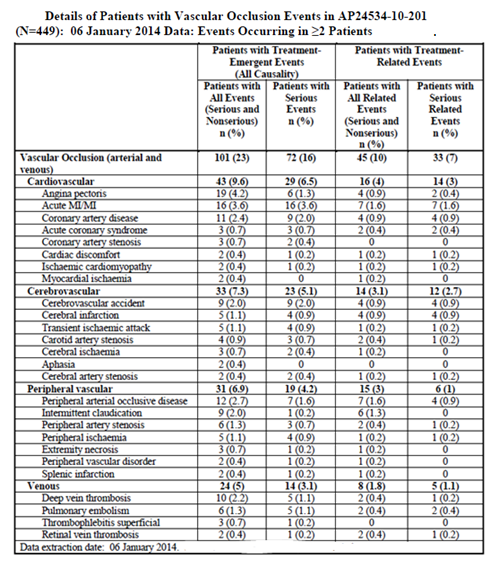 Details of Patients with Vascular Occlusion Events in AP24534-10-201
(N=449): 06 January 2014 Data: Events Occurring in ≥2 Patients .
Patients with Treatment-Emergent Events (All Causality) Patients with Treatment-Related Events
Patients with All Events (Serious and Nonserious) n (%) Patients with Serious Events n (%) Patients with All Related Events (Serious and Nonserious) n (%) Patients with Serious Related Events n (%)
Vascular Occlusion (arterial and venous) 101 (23) 72 (16) 45 (10) 33 (7)
Cardiovascular 43 (9.6) 29 (6.5) 16 (4) 14 (3)
Angina pectoris 19 (4.2) 6 (1.3) 4 (0.9) 2 (0.4)
Acute MI/MI 16 (3.6) 16 (3.6) 7 (1.6) 7 (1.6)
Coronary artery disease 11 (2.4) 9 (2.0) 4 (0.9) 4 (0.9)
Acute coronary syndrome 3 (0.7) 3 (0.7) 2 (0.4) 2 (0.4)
Coronary artery stenosis 3 (0.7) 2 (0.4) 0 0
Cardiac discomfort 2 (0.4) 1 (0.2) 1 (0.2) 1 (0.2)
Ischaemic cardiomyopathy 2 (0.4) 1 (0.2) 1 (0.2) 1 (0.2)
Myocardial ischaemia 2 (0.4) 0 0 0
Cerebrovascular 33 (7.3) 23 (5.1) 14 (3.1) 12 (2.7)
Cerebrovascular accident 9 (2.0) 9 (2.0) 4 (0.9) 4 (0.9)
Cerebral infarction 5 (1.1) 4 (0.9) 4 (0.9) 4 (0.9)
Transient ischaemic attack 5 (1.1) 4 (0.9) 1 (0.2) 1 (0.2)
Carotid artery stenosis 4 (0.9) 3 (0.7) 2 (0.4) 1 (0.2)
Cerebral ischaemia 3 (0.7) 2 (0.4) 1 (0.2) 0
Aphasia 2 (0.4) 0 0 0
Cerebral artery stenosis 2 (0.4) 2 (0.4) 1 (0.2) 1 (0.2)
Peripheral vascular 31 (6.9) 19 (4.2) 15 (3) 6 (1)
Peripheral arterial occlusive disease 12 (2.7) 7 (1.6) 7 (1.6) 4 (0.9)
Intermittent claudication 9 (2.0) 1 (0.2) 6 (1.3) 0
Peripheral artery stenosis 6 (1.3) 3 (0.7) 2 (0.4) 1 (0.2)
Peripheral ischaemia 5 (1.1) 4 (0.9) 1 (0.2) 1 (0.2)
Extremity necrosis 3 (0.7) 1 (0.2) 1 (0.2) 0
Peripheral vascular disorder 2 (0.4) 1 (0.2) 1 (0.2) 0
Splenic infarction 2 (0.4) 1 (0.2) 1 (0.2) 0
Venous 24 (5) 14 (3.1) 8 (1.8) 5 (1.1)
Deep vein thrombosis 10 (2.2) 5 (1.1) 2 (0.4) 1 (0.2)
Pulmonary embolism 6 (1.3) 5 (1.1) 2 (0.4) 2 (0.4)
Thrombophlebitis superficial 3 (0.7) 1 (0.2) 0 0
Retinal vein thrombosis 2 (0.4) 1 (0.2) 2 (0.4) 1 (0.2)
Data extraction date: 06 January 2014.